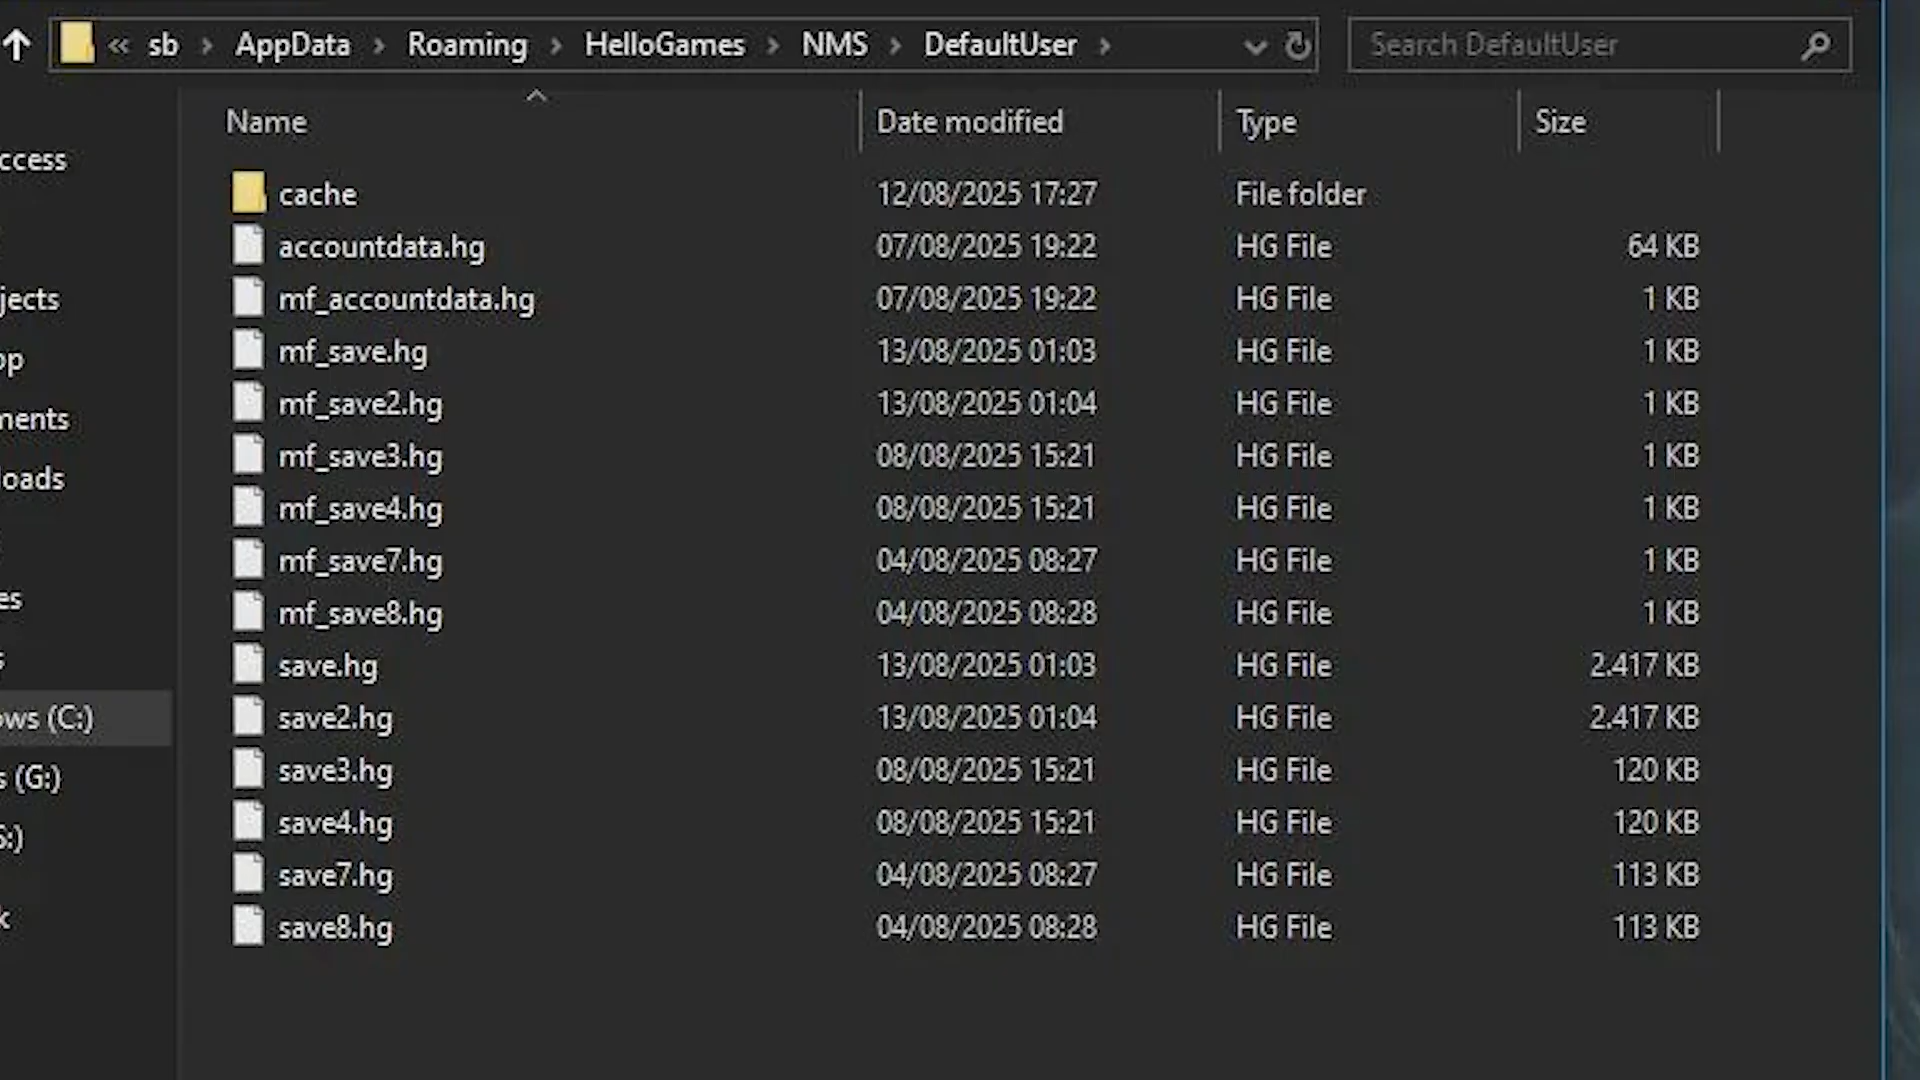 « sb > AppData > Roaming > HelloGames > NMS > DefaultUser >
Search DefaultUser
Name Date modified Type Size
ccess
jects
op
ments
loads
es
s
ows (C:)
s (G:)
S:)
k
cache 12/08/2025 17:27 File folder
accountdata.hg 07/08/2025 19:22 HG File 64 KB
mf_accountdata.hg 07/08/2025 19:22 HG File 1 KB
mf_save.hg 13/08/2025 01:03 HG File 1 KB
mf_save2.hg 13/08/2025 01:04 HG File 1 KB
mf_save3.hg 08/08/2025 15:21 HG File 1 KB
mf_save4.hg 08/08/2025 15:21 HG File 1 KB
mf_save7.hg 04/08/2025 08:27 HG File 1 KB
mf_save8.hg 04/08/2025 08:28 HG File 1 KB
save.hg 13/08/2025 01:03 HG File 2.417 KB
save2.hg 13/08/2025 01:04 HG File 2.417 KB
save3.hg 08/08/2025 15:21 HG File 120 KB
save4.hg 08/08/2025 15:21 HG File 120 KB
save7.hg 04/08/2025 08:27 HG File 113 KB
save8.hg 04/08/2025 08:28 HG File 113 KB